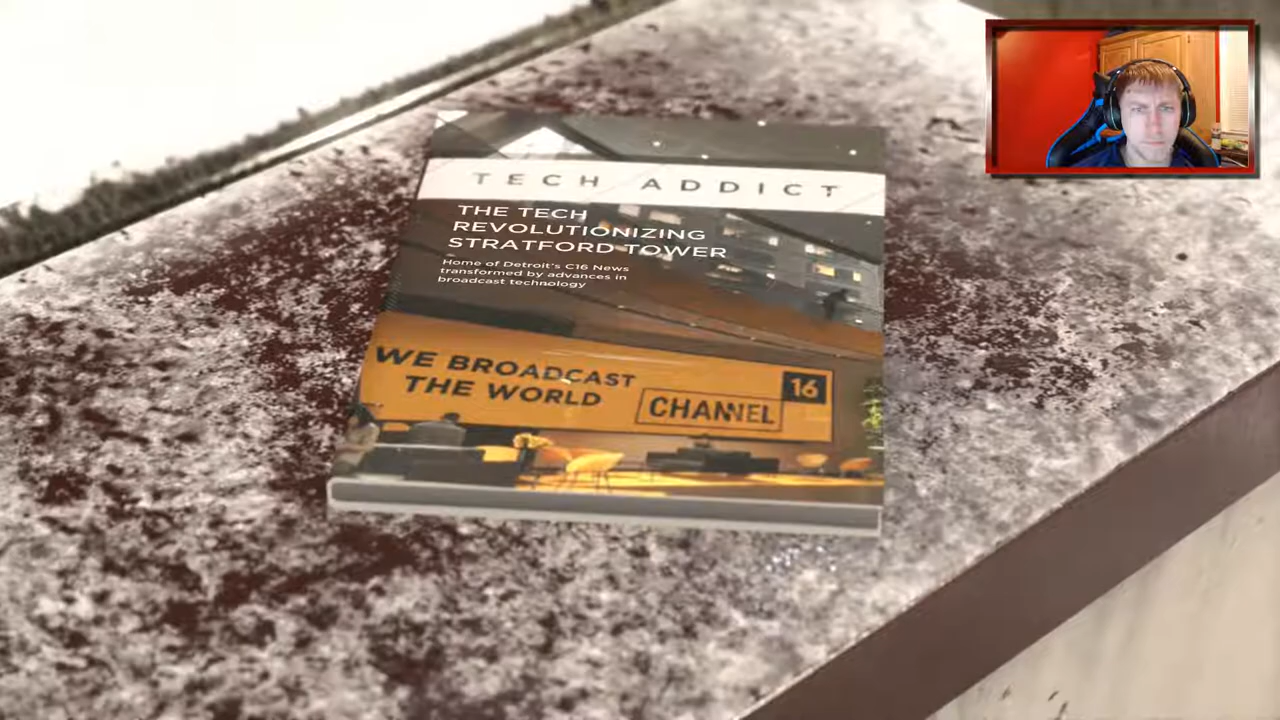 TECH ADDICT
THE TECH
REVOLUTIONIZING
STRATFORD TOWER
Home of Detroit's C16 News
transformed by advances in
broadcast technology
WE BROADCAST
THE WORLD
16
CHANNEL